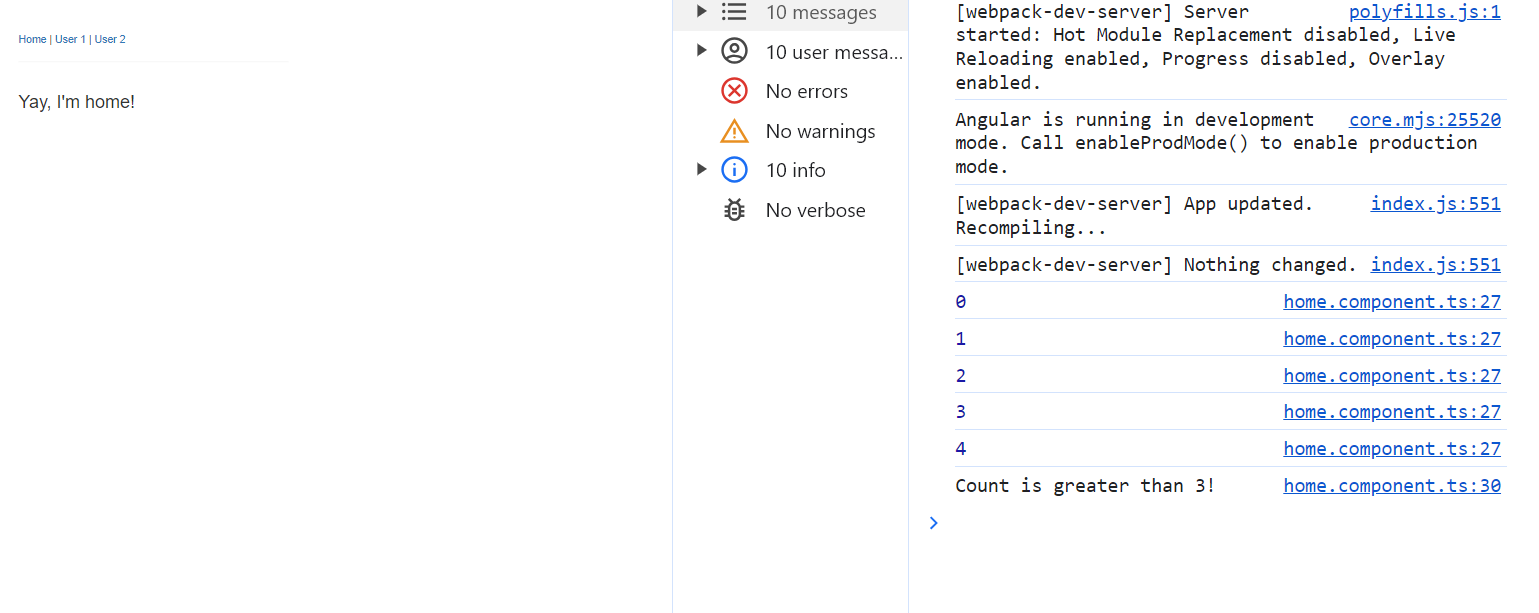 Home | User 1 | User 2
Yay, I'm home!
10 messages
10 user messa...
No errors
No warnings
10 info
No verbose
[webpack-dev-server] Server polyfills.js:1
started: Hot Module Replacement disabled, Live
Reloading enabled, Progress disabled, Overlay
enabled.
Angular is running in development core.mjs:25520
mode. Call enableProdMode() to enable production
mode.
[webpack-dev-server] App updated. index.js:551
Recompiling...
[webpack-dev-server] Nothing changed. index.js:551
0 home.component.ts:27
1 home.component.ts:27
2 home.component.ts:27
3 home.component.ts:27
4 home.component.ts:27
Count is greater than 3! home.component.ts:30